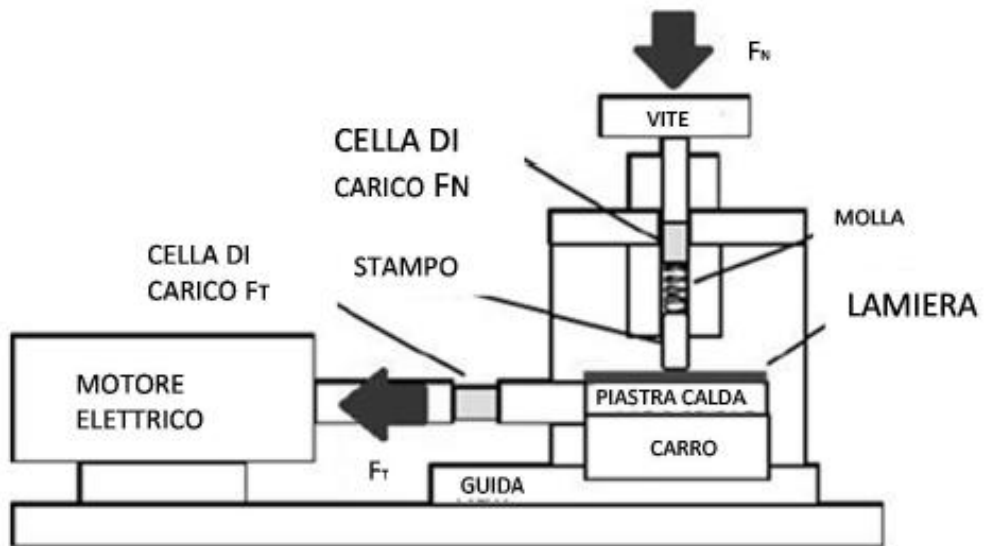 FN
VITE
CELLA DI
CARICO FN
MOLLA
CELLA DI
CARICO FT
STAMPO
LAMIERA
MOTORE
ELETTRICO
PIASTRA CALDA
CARRO
FT
GUIDA